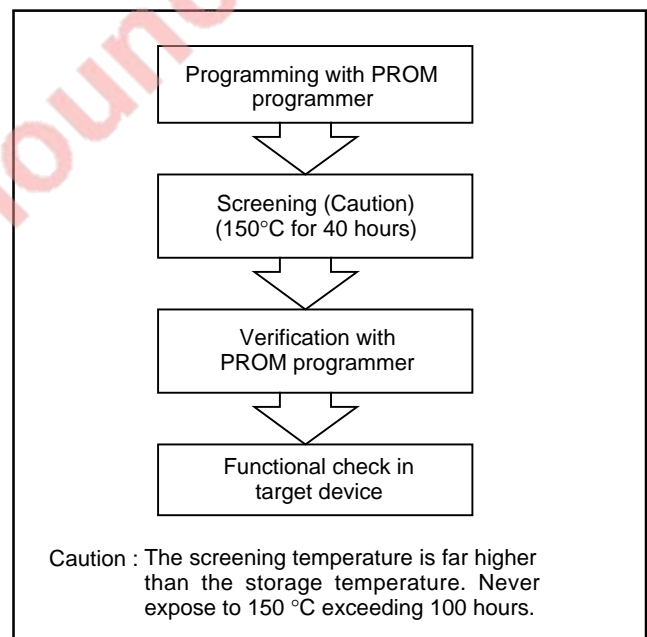 Programming with PROM
programmer
Screening (Caution)
(150°C for 40 hours)
Verification with
PROM programmer
Functional check in
target device
Caution : The screening temperature is far higher
than the storage temperature. Never
expose to 150 °C exceeding 100 hours.